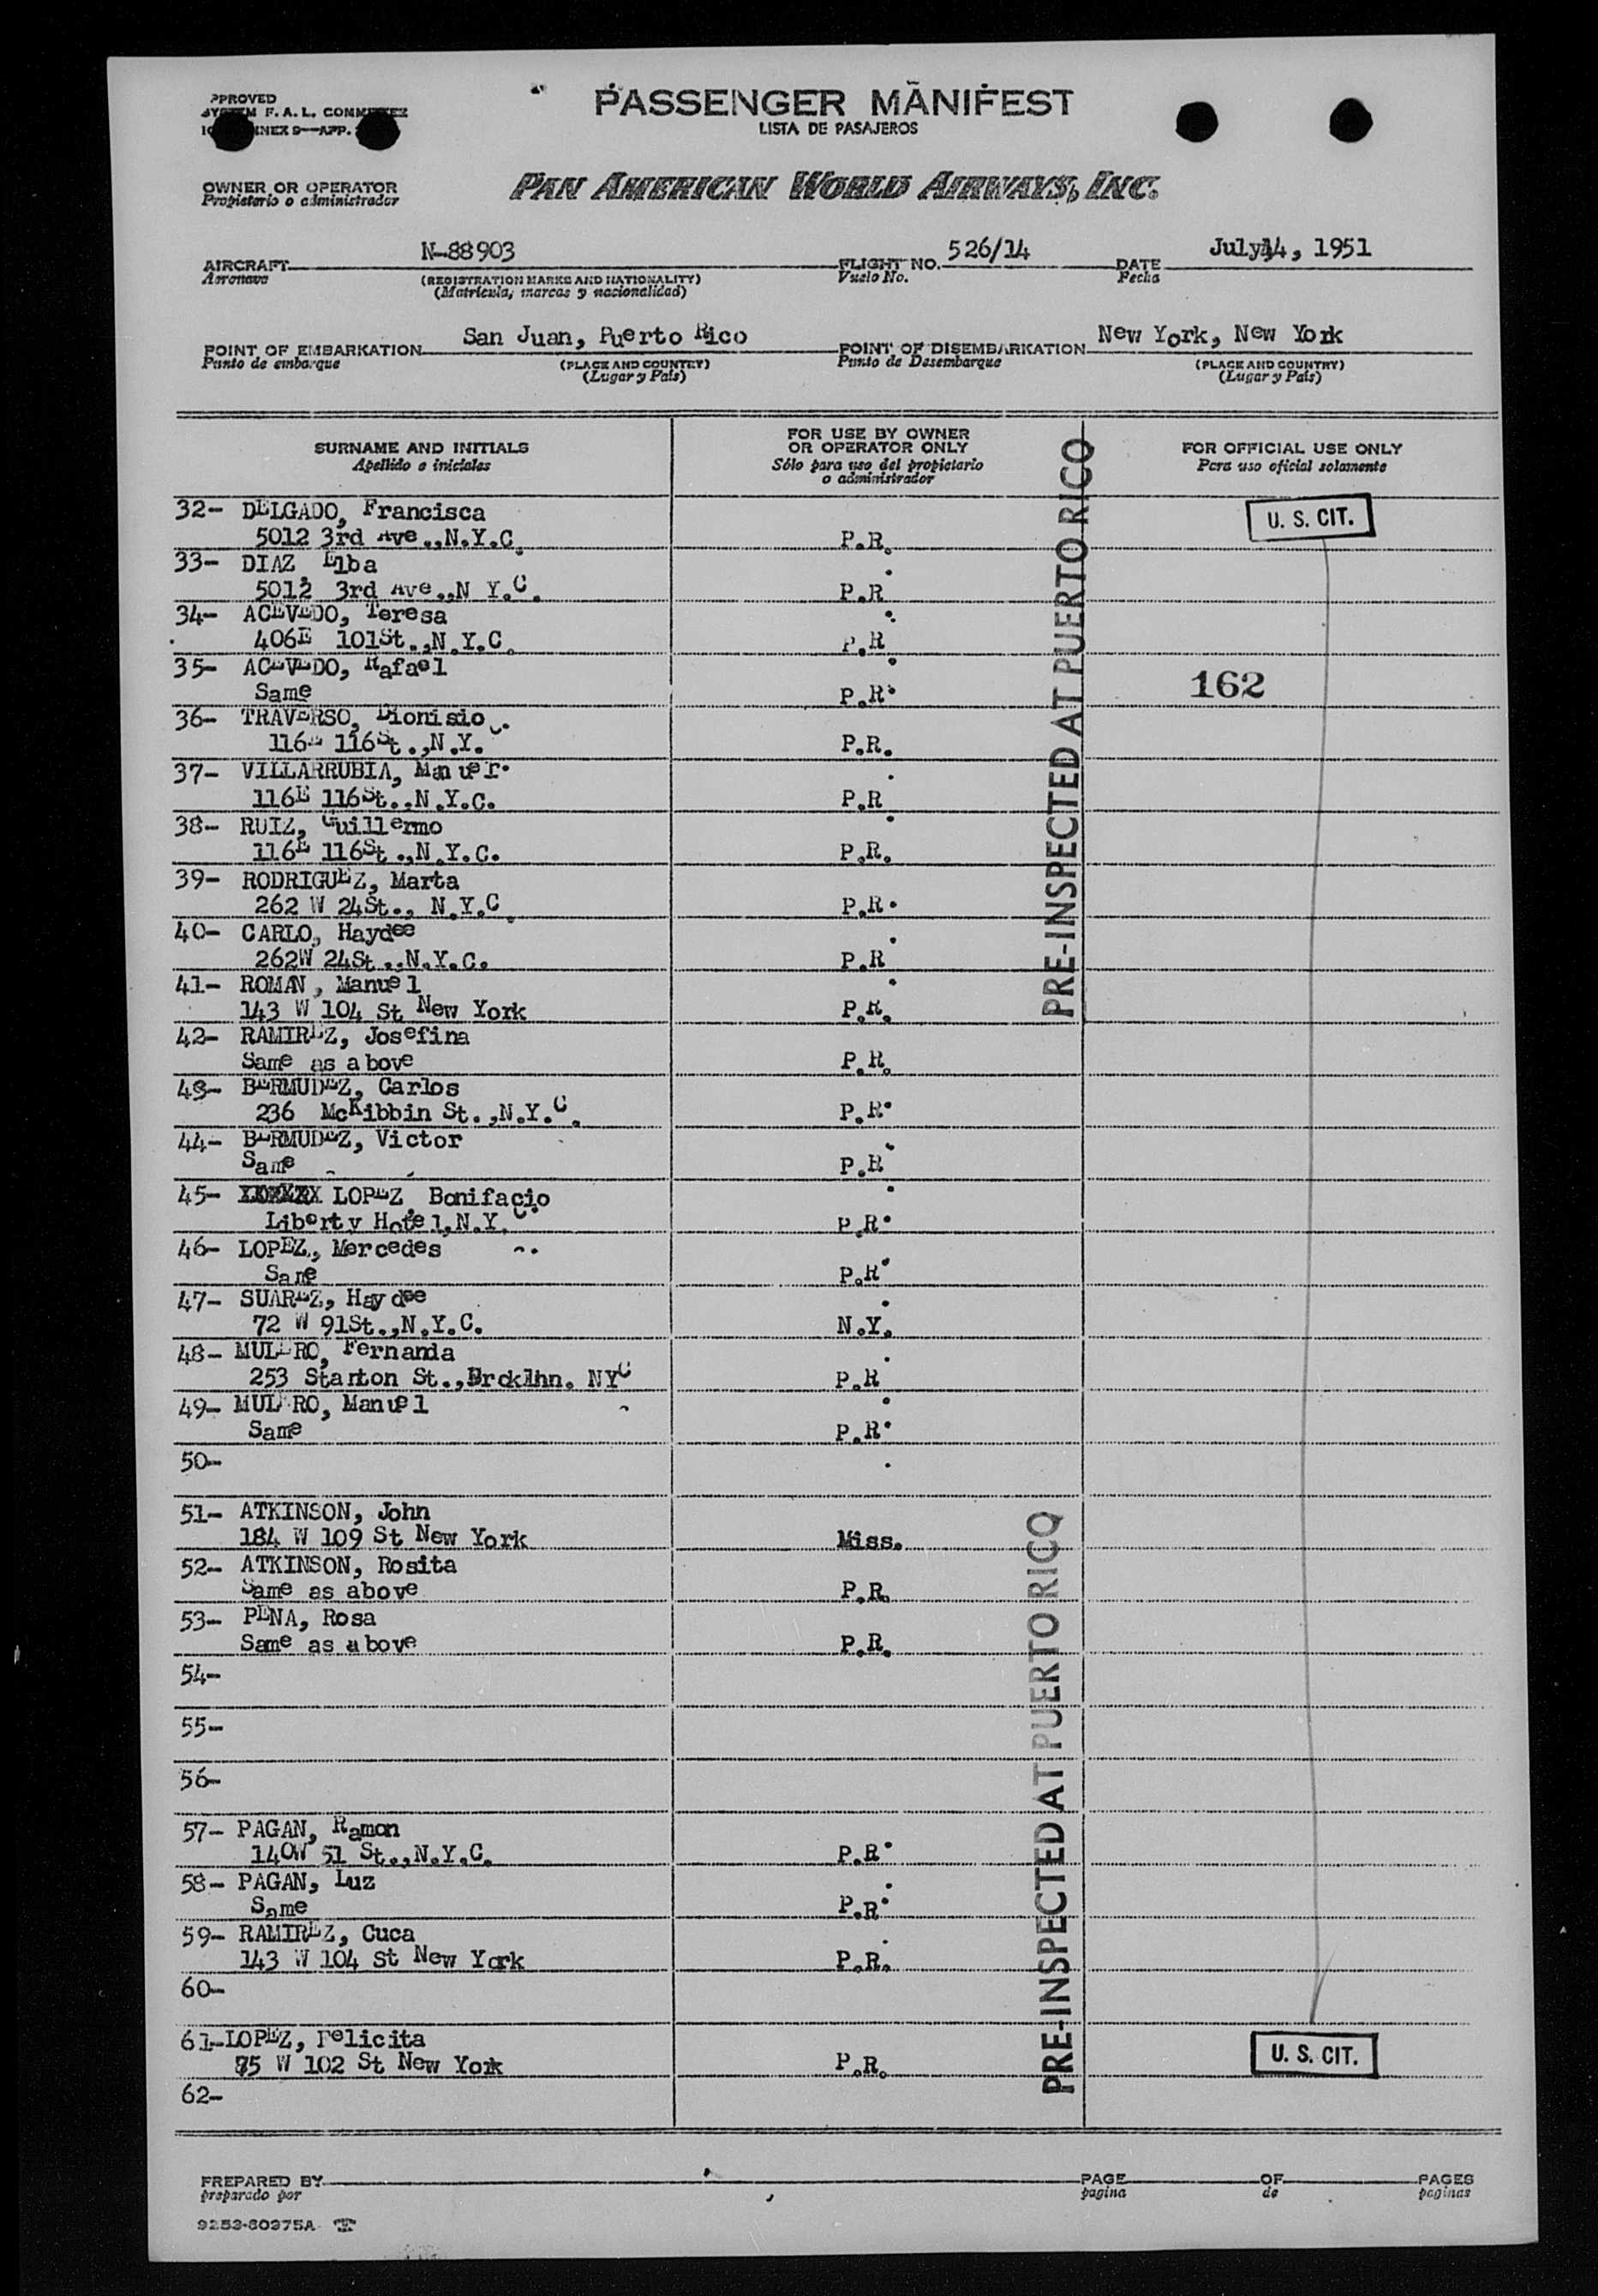 PPROVED
SYSTEM F. A. L. COMMITTEE
ANNEX 9—APP.
PASSENGER MANIFEST
LISTA DE PASAJEROS
OWNER OR OPERATOR
Propietario o administrador
PAN AMERICAN WORLD AIRWAYS, INC.
AIRCRAFT N-88903 FLIGHT NO. 526/14 DATE July 14, 1951
Aeronave (REGISTRATION MARKS AND NATIONALITY) Vuelo No. Fecha
(Matrícula, marcas y nacionalidad)
POINT OF EMBARKATION San Juan, Puerto Rico POINT OF DISEMBARKATION New York, New York
Punto de embarque (PLACE AND COUNTRY) Punto de Desembarque (PLACE AND COUNTRY)
(Lugar y País) (Lugar y País)
SURNAME AND INITIALS
Apellido e iniciales
FOR USE BY OWNER
OR OPERATOR ONLY
Sólo para uso del propietario
o administrador
FOR OFFICIAL USE ONLY
Para uso oficial solamente
32- DELGADO, Francisca U. S. CIT.
5012 3rd Ave.,N.Y.C. P.R.
33- DIAZ Elba
5012 3rd Ave.,N Y.C. P.R.
34- ACEVEDO, Teresa
406E 101St.,N.Y.C. P.R.
35- ACEVEDO, Rafael 162
Same P.R.
36- TRAVERSO, Dionisio
116E 116St.,N.Y.C. P.R.
37- VILLARRUBIA, Manuel
116E 116St.,N.Y.C. P.R.
38- RUIZ, Guillermo
116E 116St.,N.Y.C. P.R.
39- RODRIGUEZ, Marta
262 W 24St., N.Y.C. P.R.
40- CARLO, Haydee
262W 24St.,N.Y.C. P.R.
41- ROMAN, Manuel
143 W 104 St New York P.R.
42- RAMIREZ, Josefina
Same as above P.R.
43- BERMUDEZ, Carlos
236 McKibbin St.,N.Y.C. P.R.
44- BERMUDEZ, Victor
Same P.R.
45- LOPEZ, Bonifacio
Liberty Hotel,N.Y.C. P.R.
46- LOPEZ, Mercedes
Same P.R.
47- SUAREZ, Haydee
72 W 91St.,N.Y.C. N.Y.
48- MULERO, Fernanda
253 Stanton St.,Brcklhn. NYC P.R.
49- MULERO, Manuel
Same P.R.
50-
51- ATKINSON, John
184 W 109 St New York Miss.
52- ATKINSON, Rosita
Same as above P.R.
53- PENA, Rosa
Same as above P.R.
54-
55-
56-
57- PAGAN, Ramon
140W 51 St.,N.Y.C. P.R.
58- PAGAN, Luz
Same P.R.
59- RAMIREZ, Cuca
143 W 104 St New York P.R.
60-
61-LOPEZ, Felicita U. S. CIT.
75 W 102 St New York P.R.
62-
PRE-INSPECTED AT PUERTO RICO
PRE-INSPECTED AT PUERTO RICO
PREPARED BY PAGE OF PAGES
preparado por pagina de paginas
9253-60375A